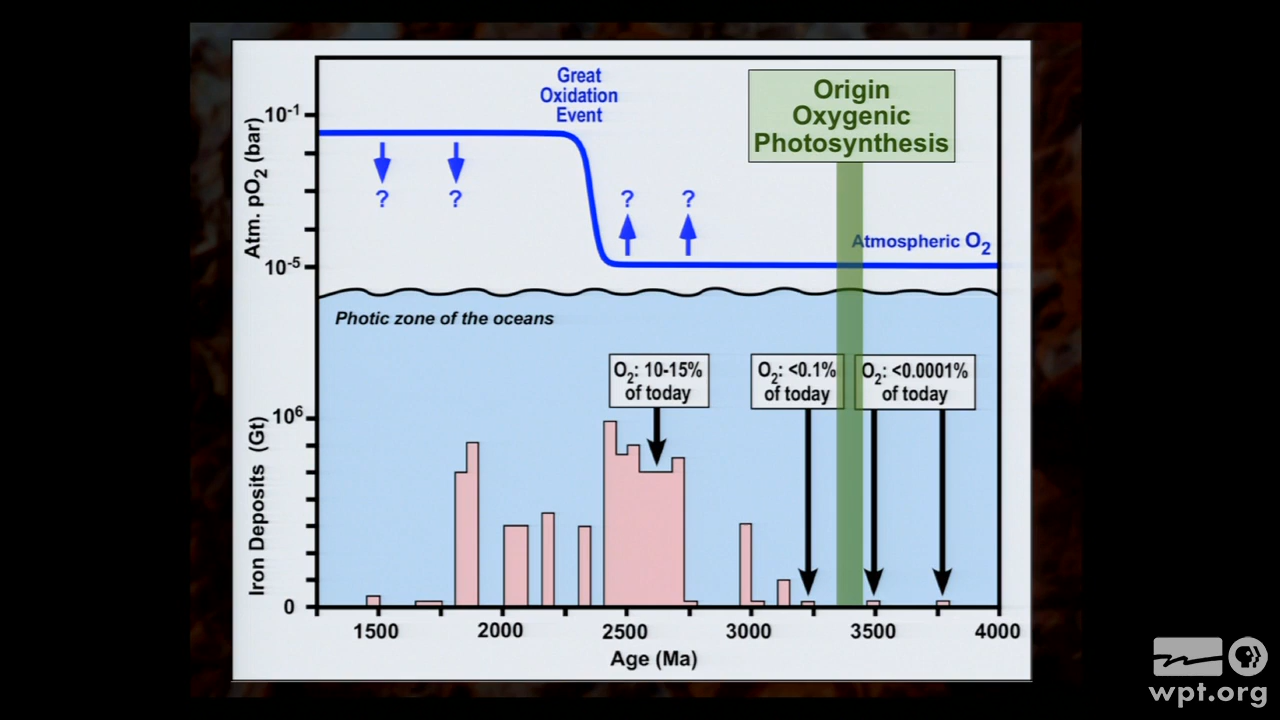 Great
Oxidation
Event
Origin
Oxygenic
Photosynthesis
10⁻¹
Atm. pO₂ (bar)
? ?
? ?
Atmospheric O₂
10⁻⁵
Photic zone of the oceans
O₂: 10-15%
of today
O₂: <0.1%
of today
O₂: <0.0001%
of today
10⁶
Iron Deposits (Gt)
0
1500 2000 2500 3000 3500 4000
Age (Ma)
wpt.org